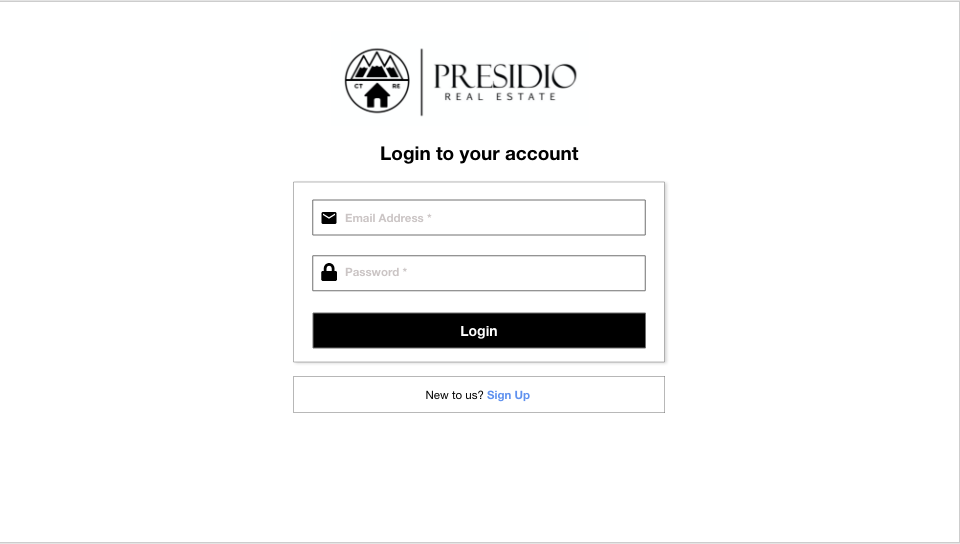 CT RE
PRESIDIO
REAL ESTATE
Login to your account
Email Address *
Password *
Login
New to us? Sign Up